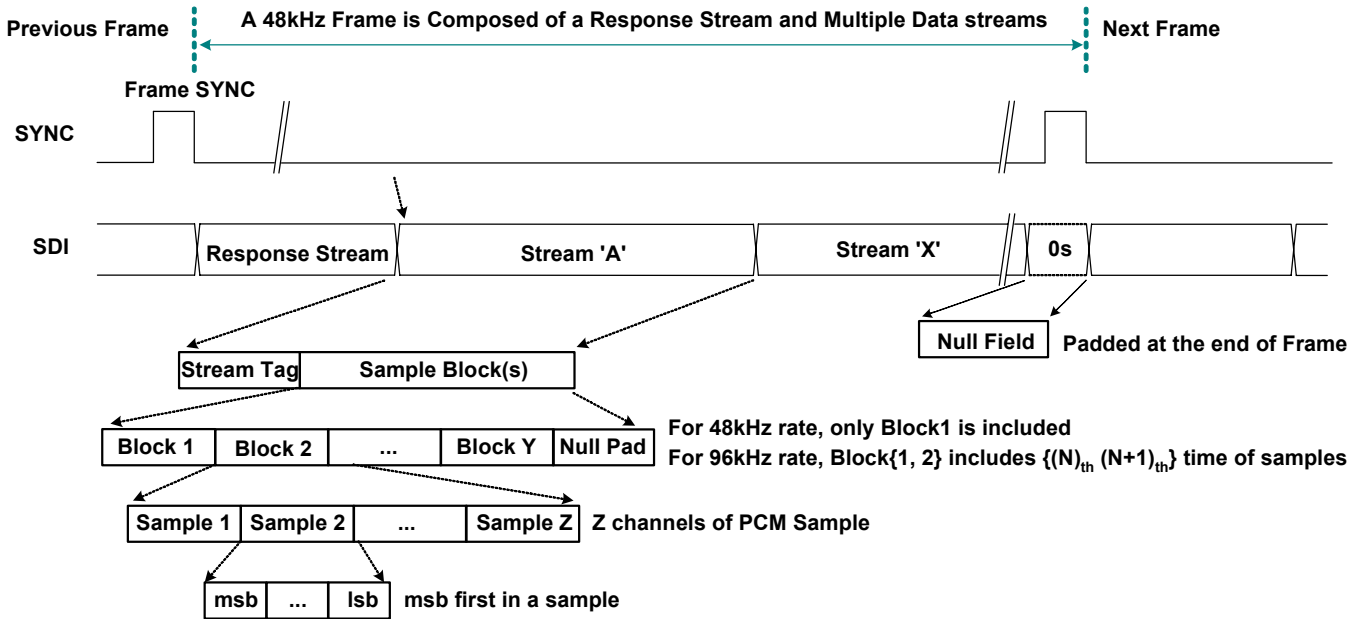 A 48kHz Frame is Composed of a Response Stream and Multiple Data streams
Previous Frame
Next Frame
Frame SYNC
SYNC
SDI
Response Stream
Stream 'A'
Stream 'X'
0s
Null Field
Padded at the end of Frame
Stream Tag
Sample Block(s)
Block 1
Block 2
...
Block Y
Null Pad
For 48kHz rate, only Block1 is included
For 96kHz rate, Block{1, 2} includes {(N)th (N+1)th} time of samples
Sample 1
Sample 2
...
Sample Z
Z channels of PCM Sample
msb
...
lsb
msb first in a sample